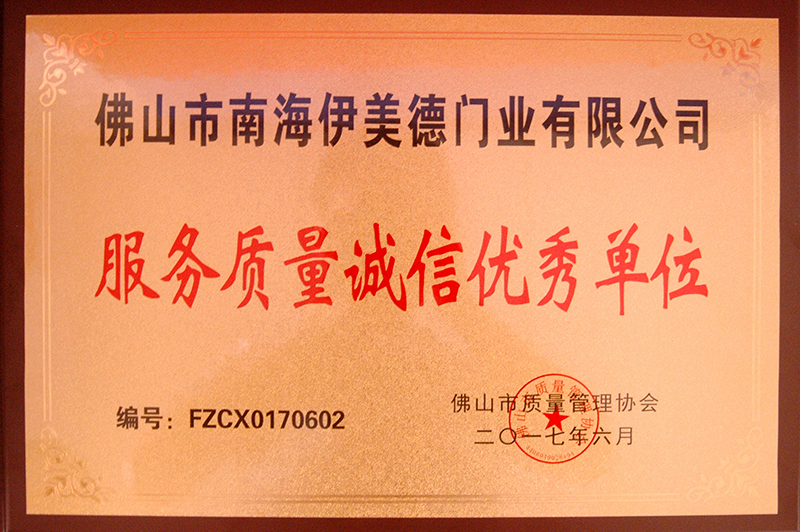 佛山市南海伊美德门业有限公司
服务质量诚信优秀单位
编号：FZCX0170602
佛山市质量管理协会
二〇一七年六月